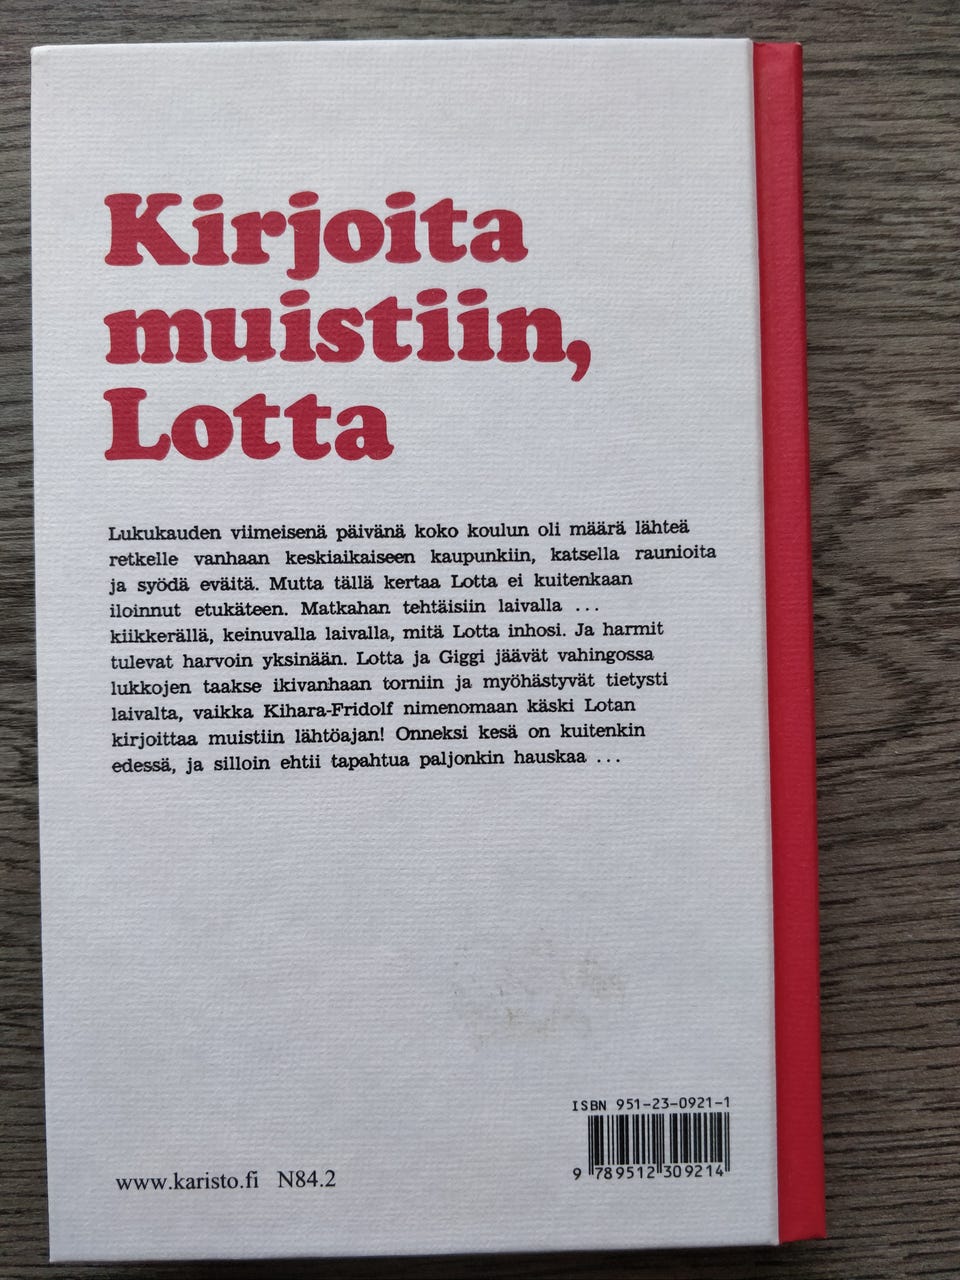 Kirjoita
muistiin,
Lotta
Lukukauden viimeisenä päivänä koko koulun oli määrä lähteä
retkelle vanhaan keskiaikaiseen kaupunkiin, katsella raunioita
ja syödä eväitä. Mutta tällä kertaa Lotta ei kuitenkaan
iloinnut etukäteen. Matkahan tehtäisiin laivalla ...
kiikkerällä, keinuvalla laivalla, mitä Lotta inhosi. Ja harmit
tulevat harvoin yksinään. Lotta ja Giggi jäävät vahingossa
lukkojen taakse ikivanhaan torniin ja myöhästyvät tietysti
laivalta, vaikka Kihara-Fridolf nimenomaan käski Lotan
kirjoittaa muistiin lähtöajan! Onneksi kesä on kuitenkin
edessä, ja silloin ehtii tapahtua paljonkin hauskaa ...
ISBN 951-23-0921-1
9 789512 309214
www.karisto.fi N84.2